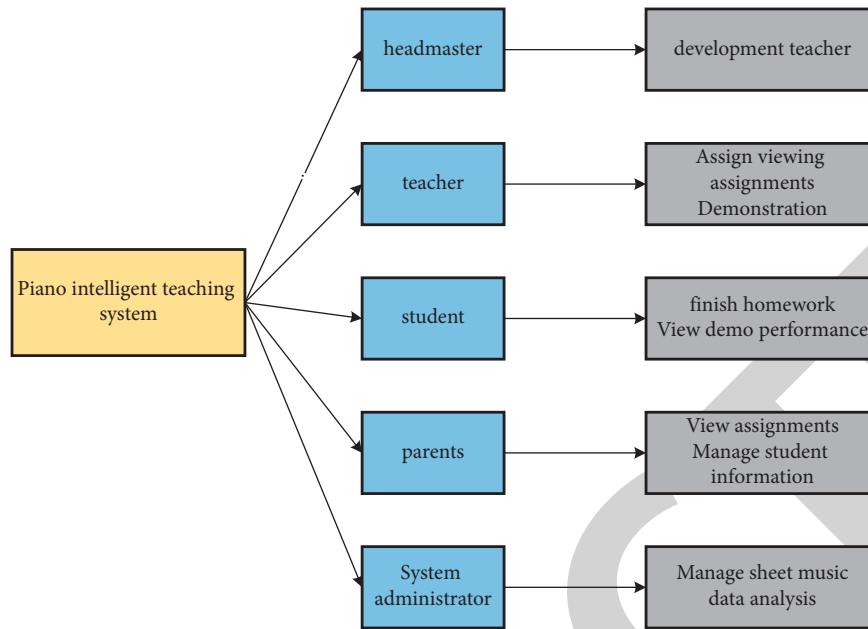 headmaster
development teacher
teacher
Assign viewing
assignments
Demonstration
Piano intelligent teaching
system
student
finish homework
View demo performance
parents
View assignments
Manage student
information
System
administrator
Manage sheet music
data analysis